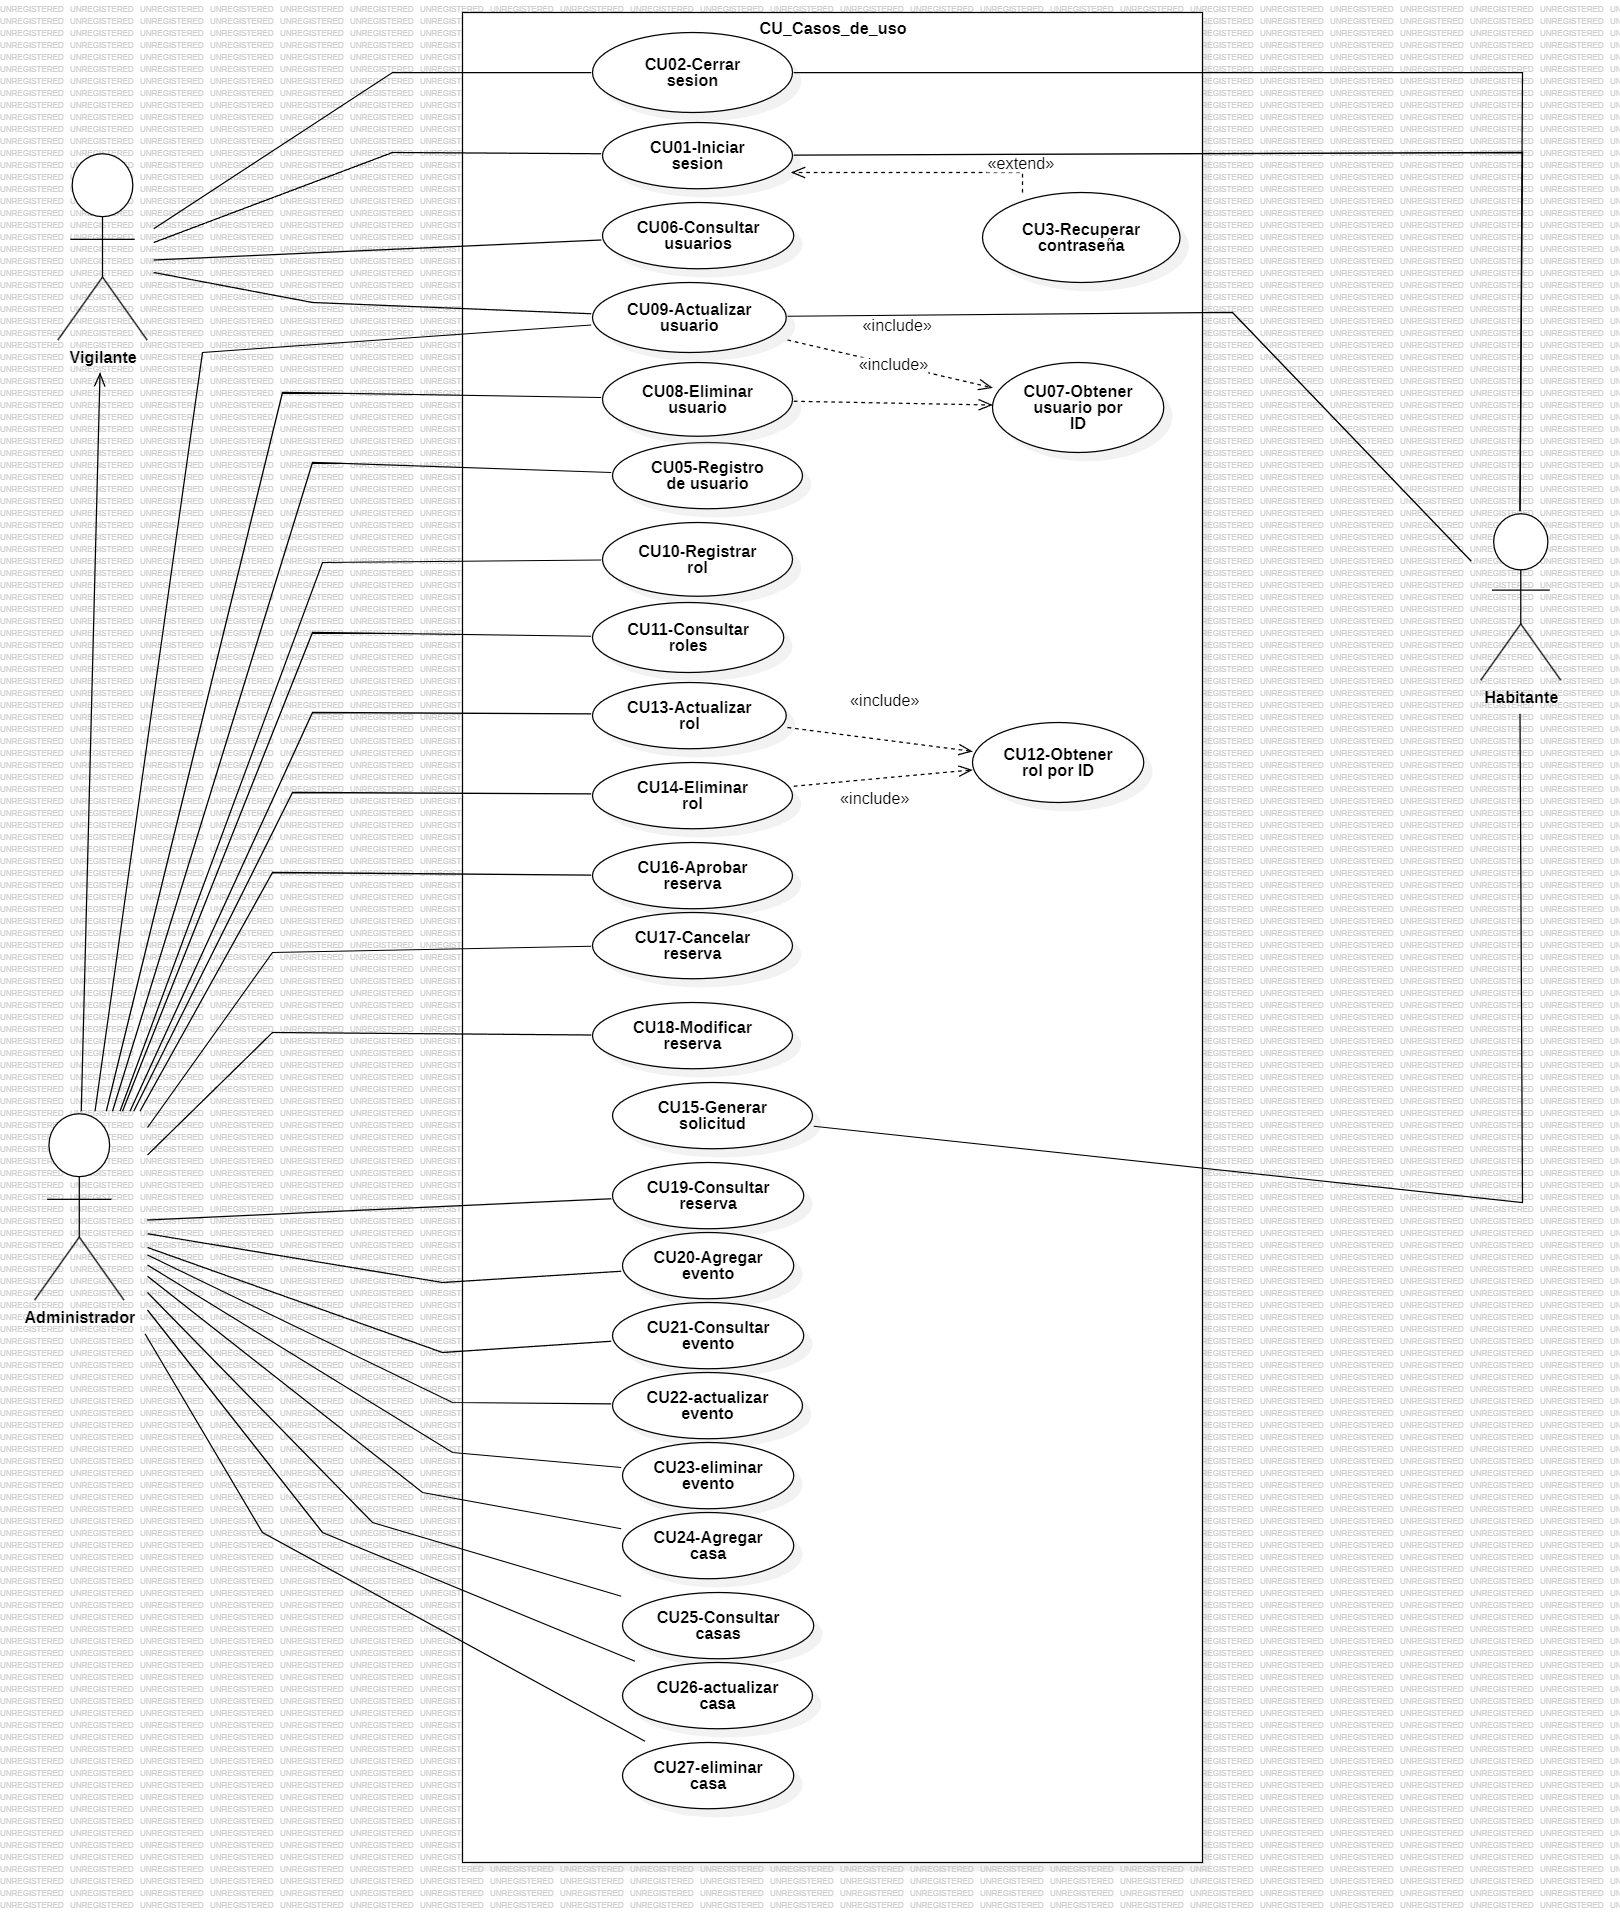 CU_Casos_de_uso
CU02-Cerrar
sesion
CU01-Iniciar
sesion
«extend»
CU3-Recuperar
contraseña
CU06-Consultar
usuarios
CU09-Actualizar
usuario
«include»
«include»
Vigilante
CU08-Eliminar
usuario
CU07-Obtener
usuario por
ID
CU05-Registro
de usuario
CU10-Registrar
rol
CU11-Consultar
roles
Habitante
CU13-Actualizar
rol
«include»
CU12-Obtener
rol por ID
CU14-Eliminar
rol
«include»
CU16-Aprobar
reserva
CU17-Cancelar
reserva
CU18-Modificar
reserva
CU15-Generar
solicitud
CU19-Consultar
reserva
CU20-Agregar
evento
Administrador
CU21-Consultar
evento
CU22-actualizar
evento
CU23-eliminar
evento
CU24-Agregar
casa
CU25-Consultar
casas
CU26-actualizar
casa
CU27-eliminar
casa
UNREGISTERED